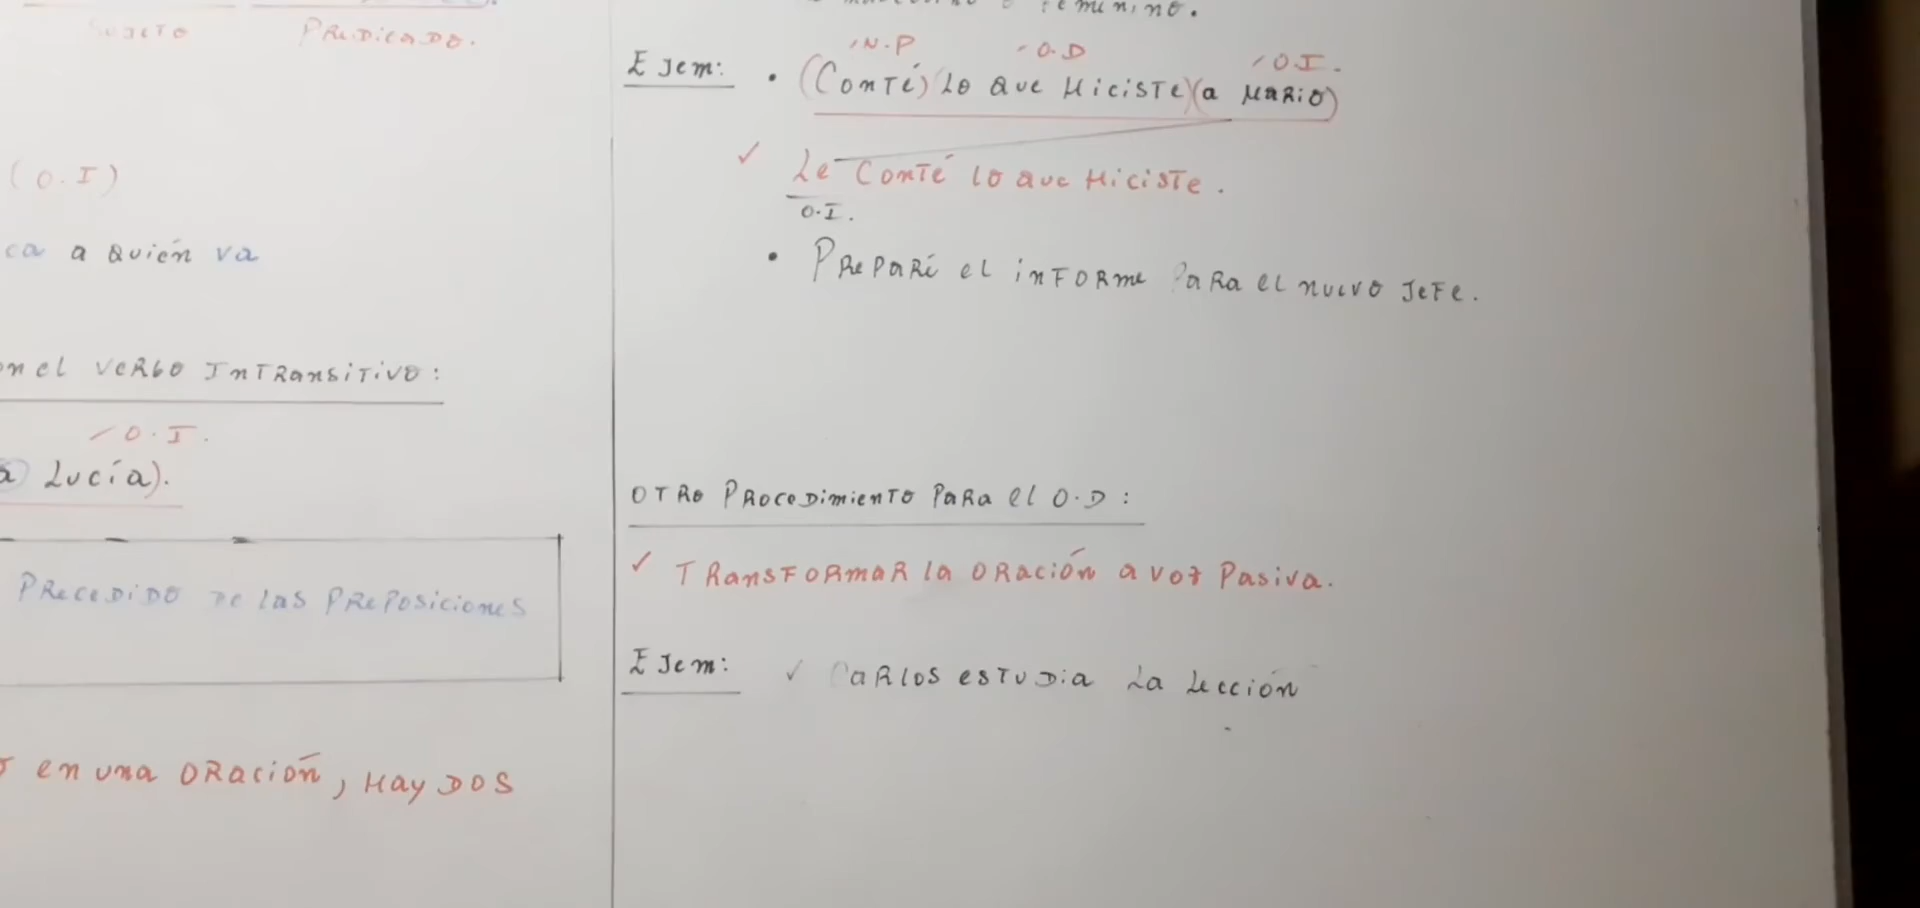 Sujeto Predicado.
(O.I)
a quién va
el verbo intransitivo:
O.I.
Lucía).
Precedido de las preposiciones
en una oración, hay dos
femenino.
N.P O.D O.I.
Ejem: • (Conté) (lo que hiciste) (a Mario)
✓ Le conté lo que hiciste.
O.I.
• Preparé el informe para el nuevo jefe.
Otro procedimiento para el O.D:
✓ Transformar la oración a voz pasiva.
Ejem: ✓ Carlos estudia la lección